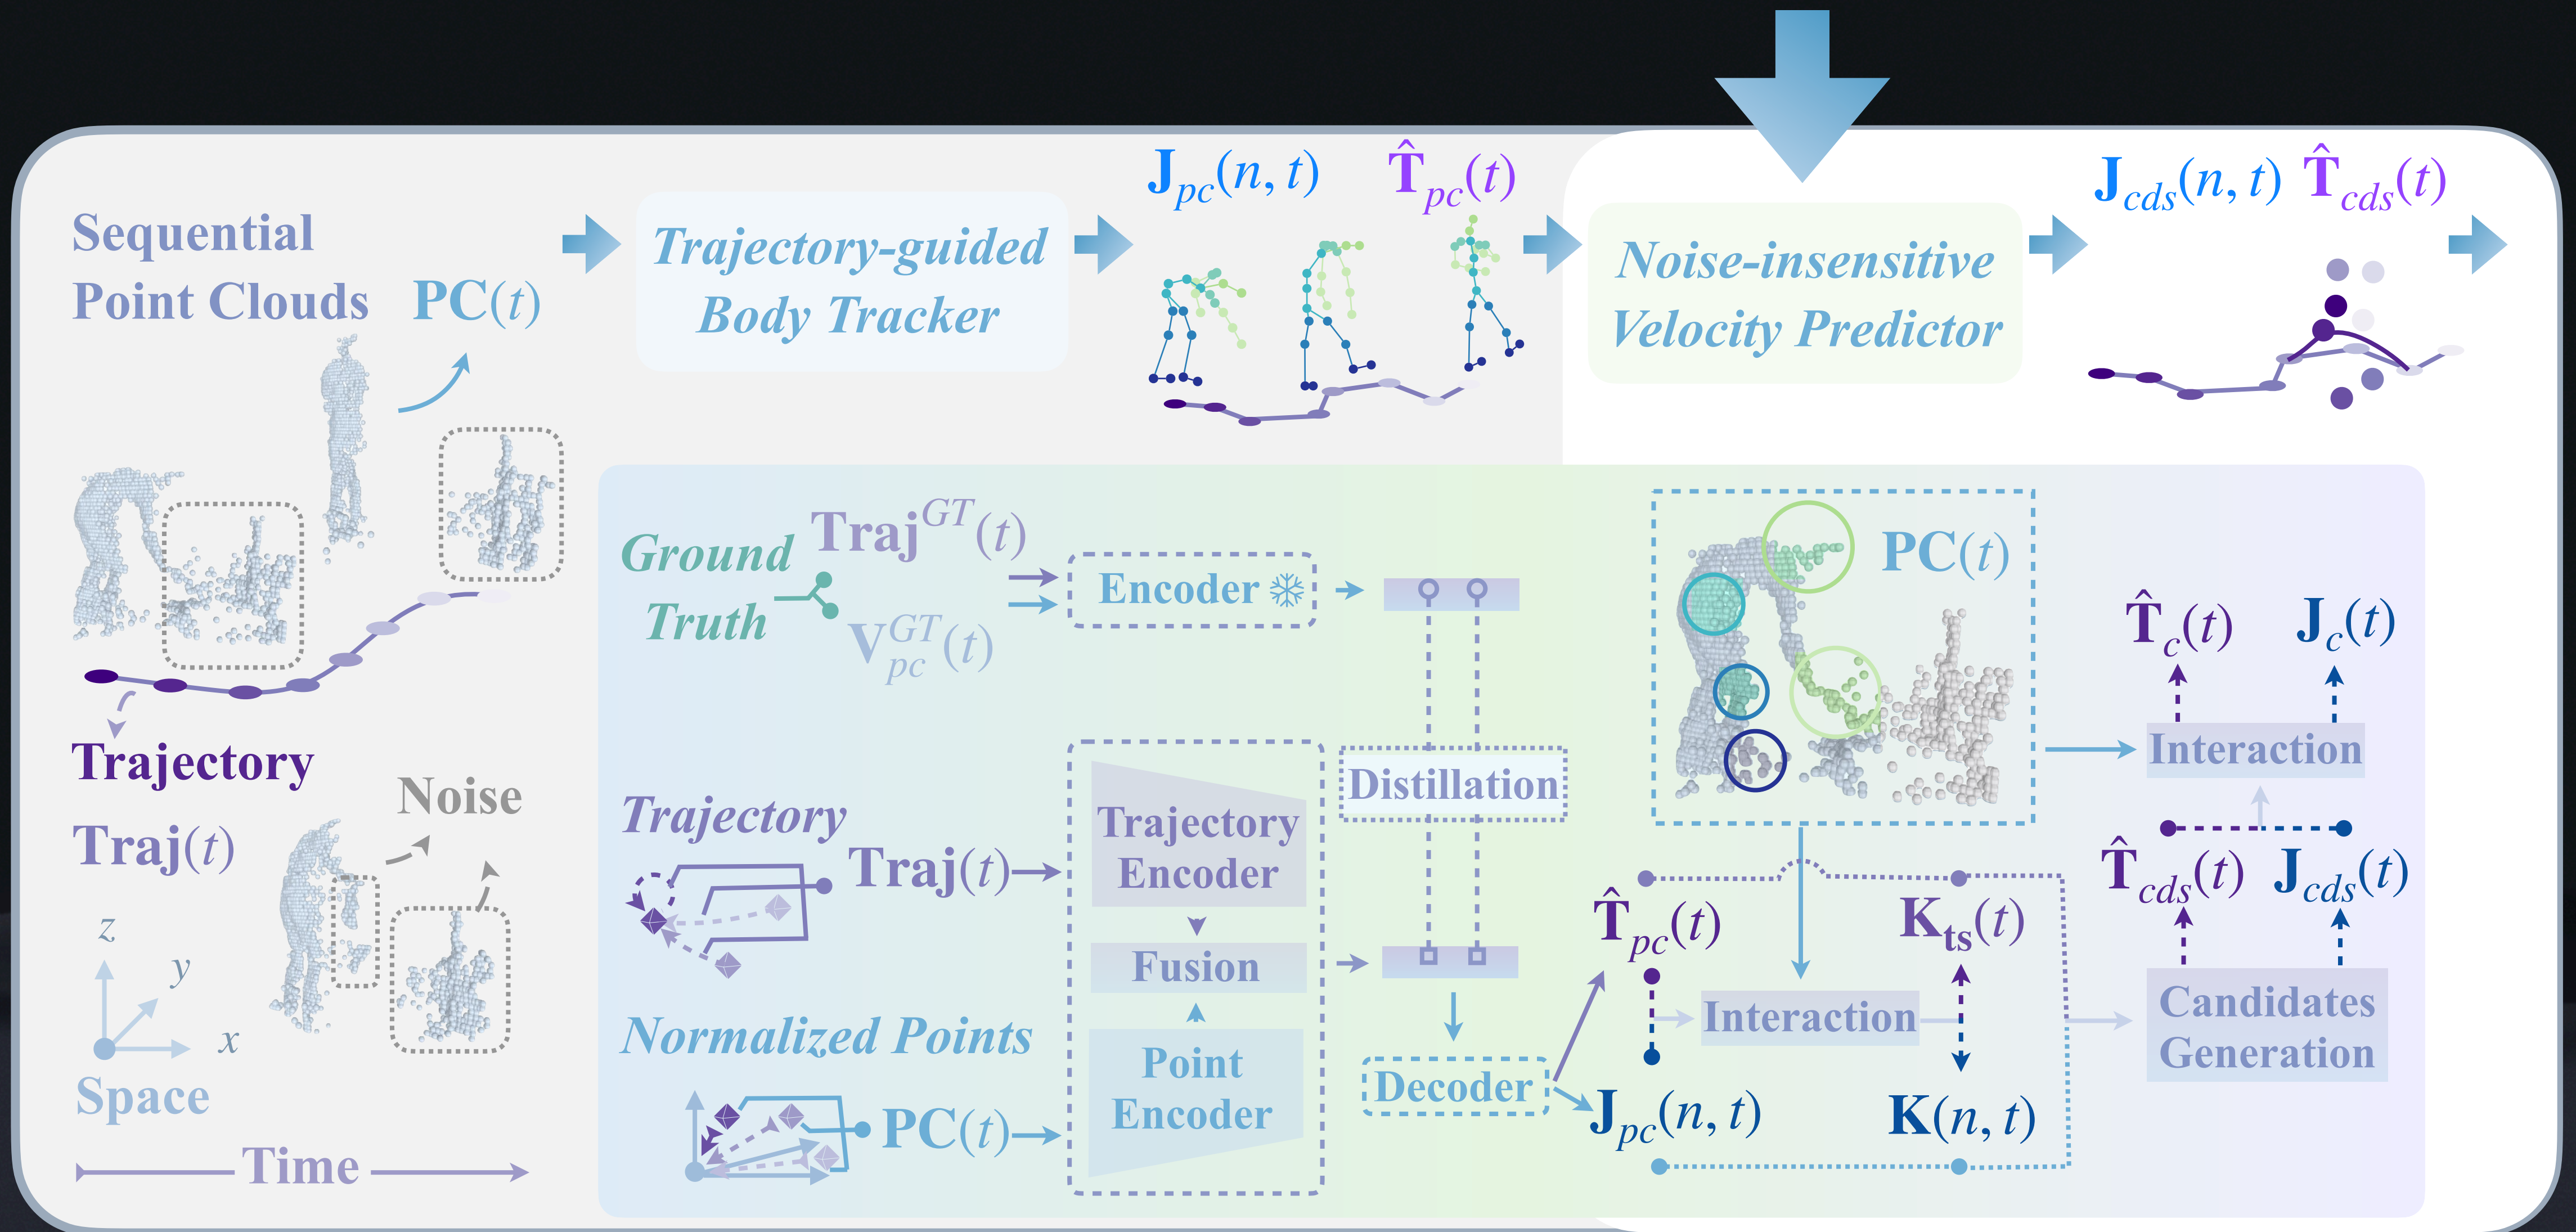 Sequential
Point Clouds
PC(t)
Trajectory-guided
Body Tracker
J_pc(n, t)
T̂_pc(t)
Noise-insensitive
Velocity Predictor
J_cds(n, t)
T̂_cds(t)
Trajectory
Traj(t)
Noise
z
y
x
Space
Time
Ground
Truth
Traj^GT(t)
V_pc^GT(t)
Encoder
Trajectory
Traj(t)
Normalized Points
PC(t)
Trajectory
Encoder
Fusion
Point
Encoder
Distillation
Decoder
PC(t)
T̂_pc(t)
K_ts(t)
Interaction
J_pc(n, t)
K(n, t)
T̂_c(t)
J_c(t)
Interaction
T̂_cds(t)
J_cds(t)
Candidates
Generation